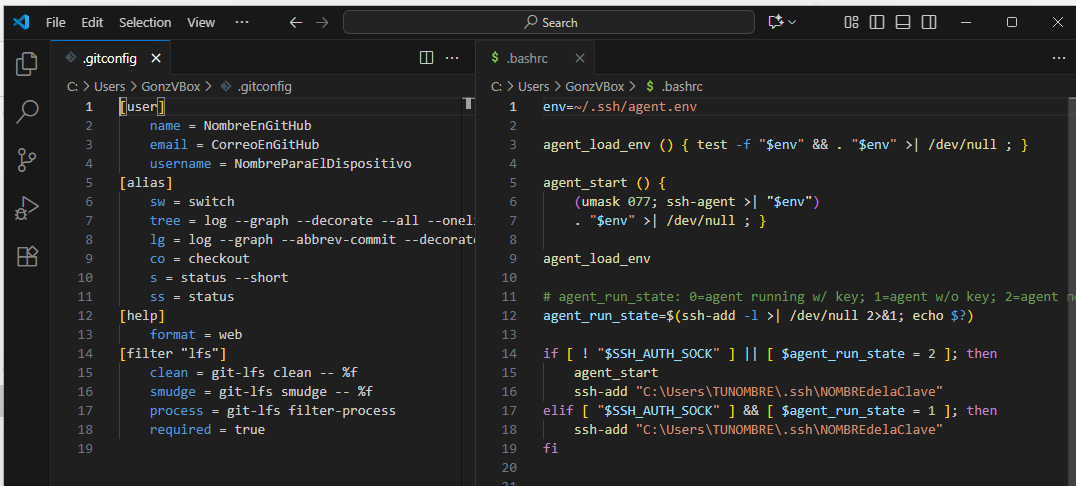 File Edit Selection View ··· Search
.gitconfig
C: > Users > GonzVBox > .gitconfig
1 [user]
2 name = NombreEnGitHub
3 email = CorreoEnGitHub
4 username = NombreParaElDispositivo
5 [alias]
6 sw = switch
7 tree = log --graph --decorate --all --oneli
8 lg = log --graph --abbrev-commit --decorate
9 co = checkout
10 s = status --short
11 ss = status
12 [help]
13 format = web
14 [filter "lfs"]
15 clean = git-lfs clean -- %f
16 smudge = git-lfs smudge -- %f
17 process = git-lfs filter-process
18 required = true
19
$ .bashrc
C: > Users > GonzVBox > $ .bashrc
1 env=~/.ssh/agent.env
2
3 agent_load_env () { test -f "$env" && . "$env" >| /dev/null ; }
4
5 agent_start () {
6 (umask 077; ssh-agent >| "$env")
7 . "$env" >| /dev/null ; }
8
9 agent_load_env
10
11 # agent_run_state: 0=agent running w/ key; 1=agent w/o key; 2=agent no
12 agent_run_state=$(ssh-add -l >| /dev/null 2>&1; echo $?)
13
14 if [ ! "$SSH_AUTH_SOCK" ] || [ $agent_run_state = 2 ]; then
15 agent_start
16 ssh-add "C:\Users\TUNOMBRE\.ssh\NOMBREdelaClave"
17 elif [ "$SSH_AUTH_SOCK" ] && [ $agent_run_state = 1 ]; then
18 ssh-add "C:\Users\TUNOMBRE\.ssh\NOMBREdelaClave"
19 fi
20
21